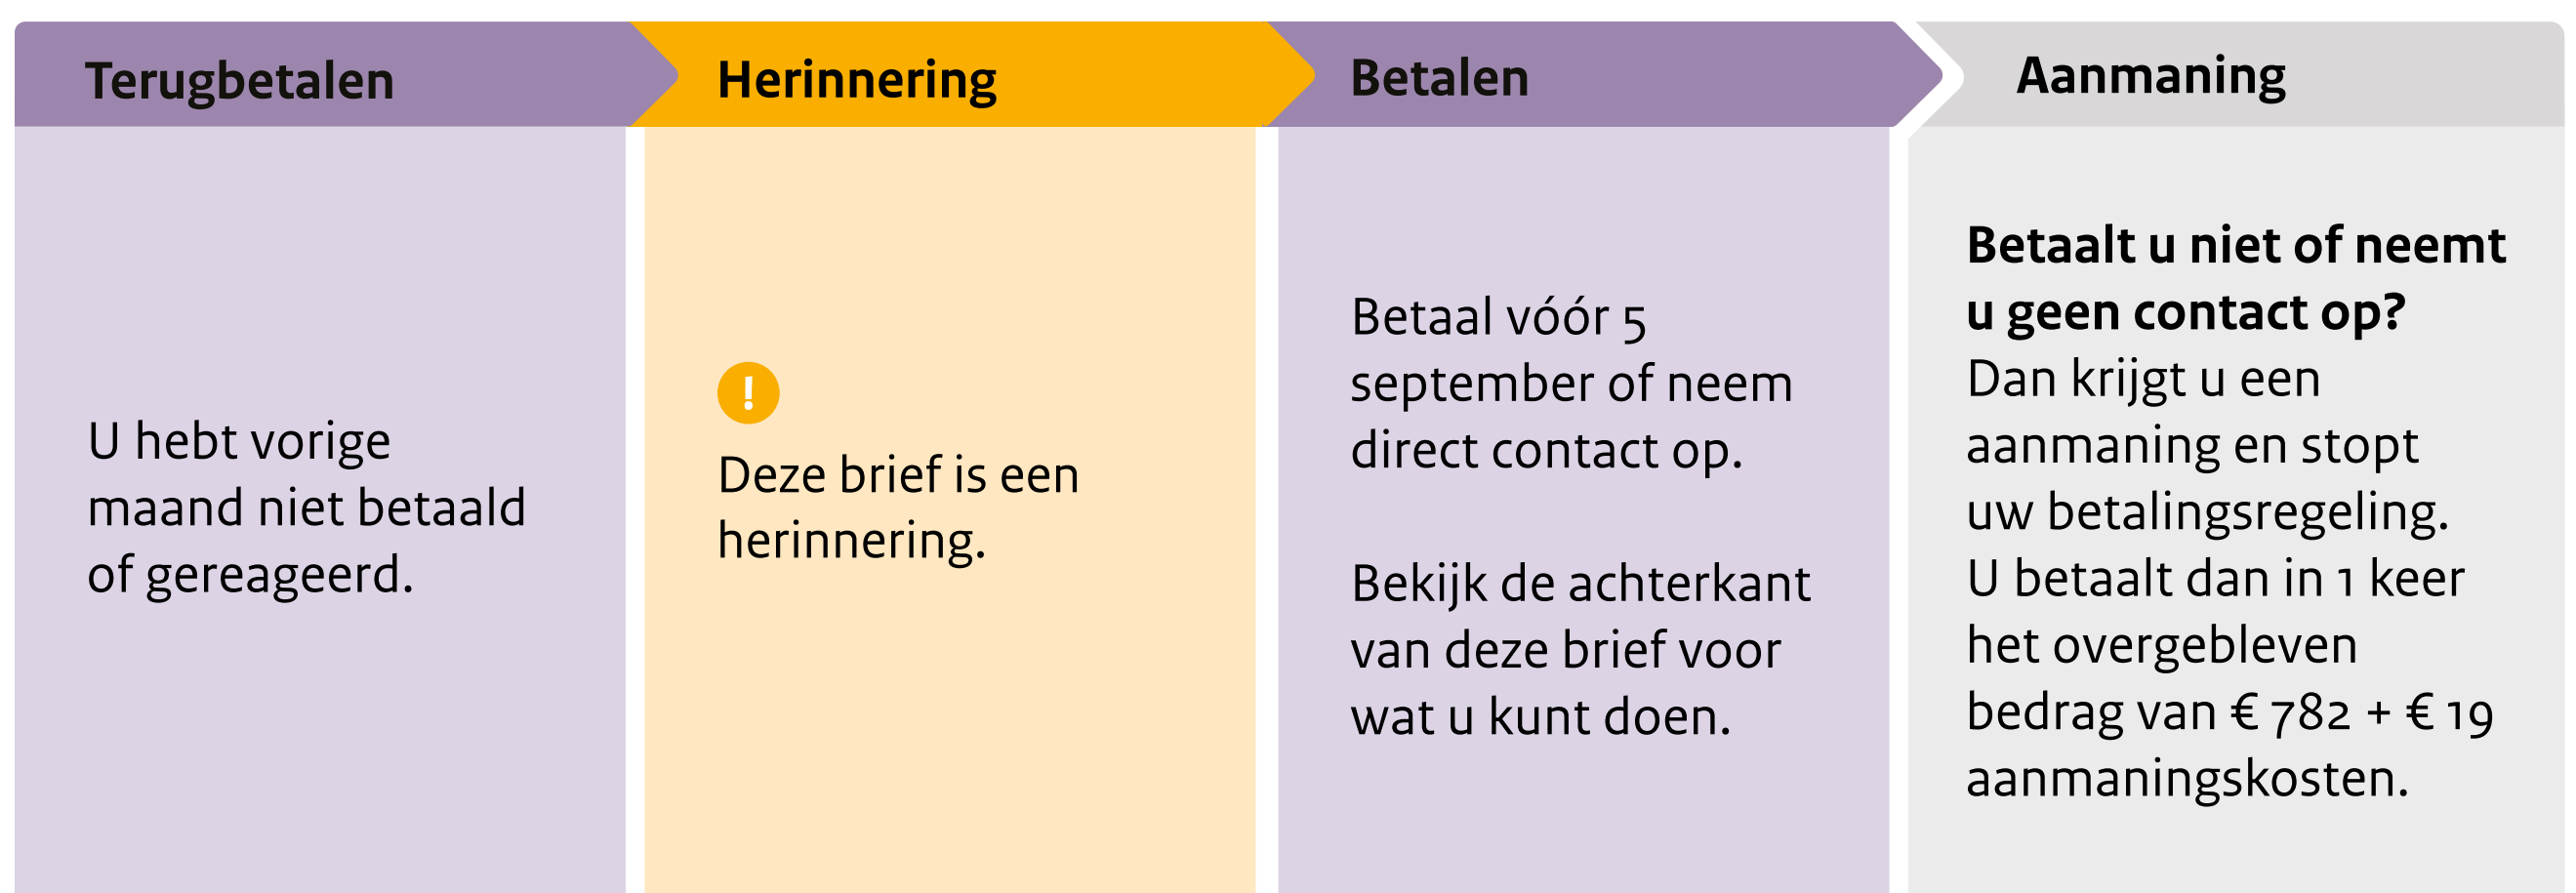 Terugbetalen
U hebt vorige
maand niet betaald
of gereageerd.
Herinnering
!
Deze brief is een
herinnering.
Betalen
Betaal vóór 5
september of neem
direct contact op.
Bekijk de achterkant
van deze brief voor
wat u kunt doen.
Aanmaning
Betaalt u niet of neemt
u geen contact op?
Dan krijgt u een
aanmaning en stopt
uw betalingsregeling.
U betaalt dan in 1 keer
het overgebleven
bedrag van € 782 + € 19
aanmaningskosten.